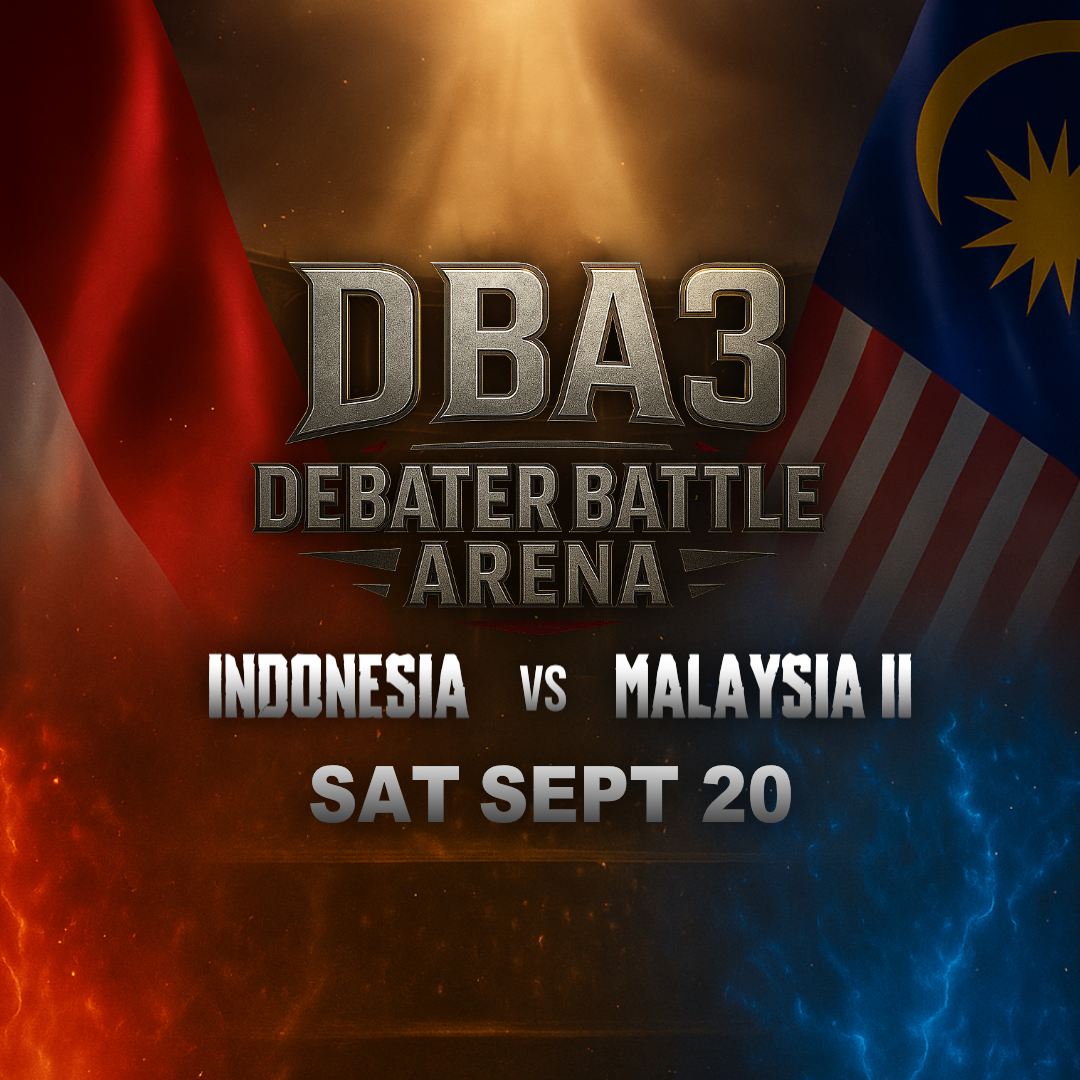 DBA3
DEBATER BATTLE
ARENA
INDONESIA VS MALAYSIA II
SAT SEPT 20